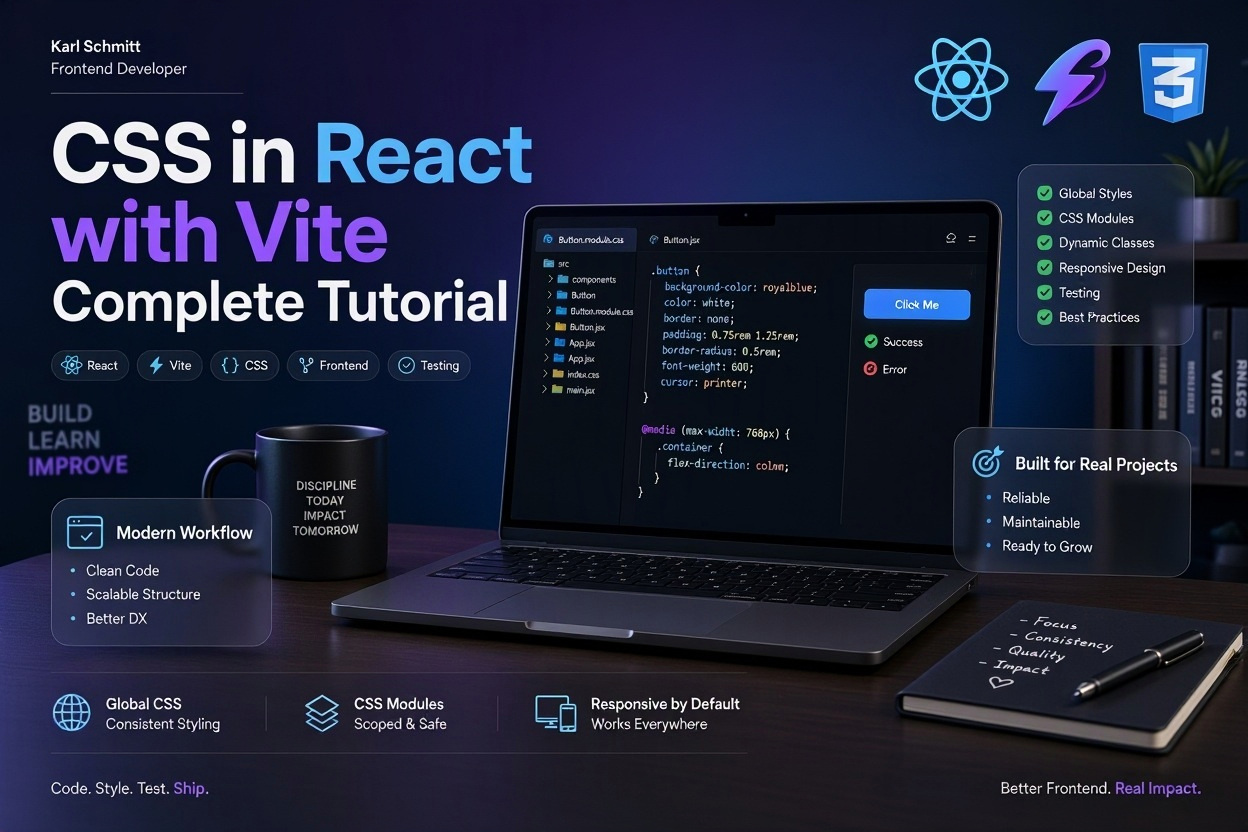 Karl Schmitt
Frontend Developer
CSS in React
with Vite
Complete Tutorial
React
Vite
{ } CSS
Frontend
Testing
BUILD
LEARN
IMPROVE
DISCIPLINE
TODAY
IMPACT
TOMORROW
Modern Workflow
• Clean Code
• Scalable Structure
• Better DX
Button.module.css
Button.jsx
src
components
Button
Button.module.css
Button.jsx
App.jsx
App.jsx
index.css
main.jsx
.button {
background-color: royalblue;
color: white;
border: none;
padding: 0.75rem 1.25rem;
border-radius: 0.5rem;
font-weight: 600;
cursor: printer;
}
@media (max-widht: 768px) {
.container {
flex-direction: colmn;
}
}
Click Me
Success
Error
3
Global Styles
CSS Modules
Dynamic Classes
Responsive Design
Testing
Best Practices
Built for Real Projects
• Reliable
• Maintainable
• Ready to Grow
- Focus
- Consistency
- Quality
- Impact
Global CSS
Consistent Styling
CSS Modules
Scoped & Safe
Responsive by Default
Works Everywhere
Code. Style. Test. Ship.
Better Frontend. Real Impact.